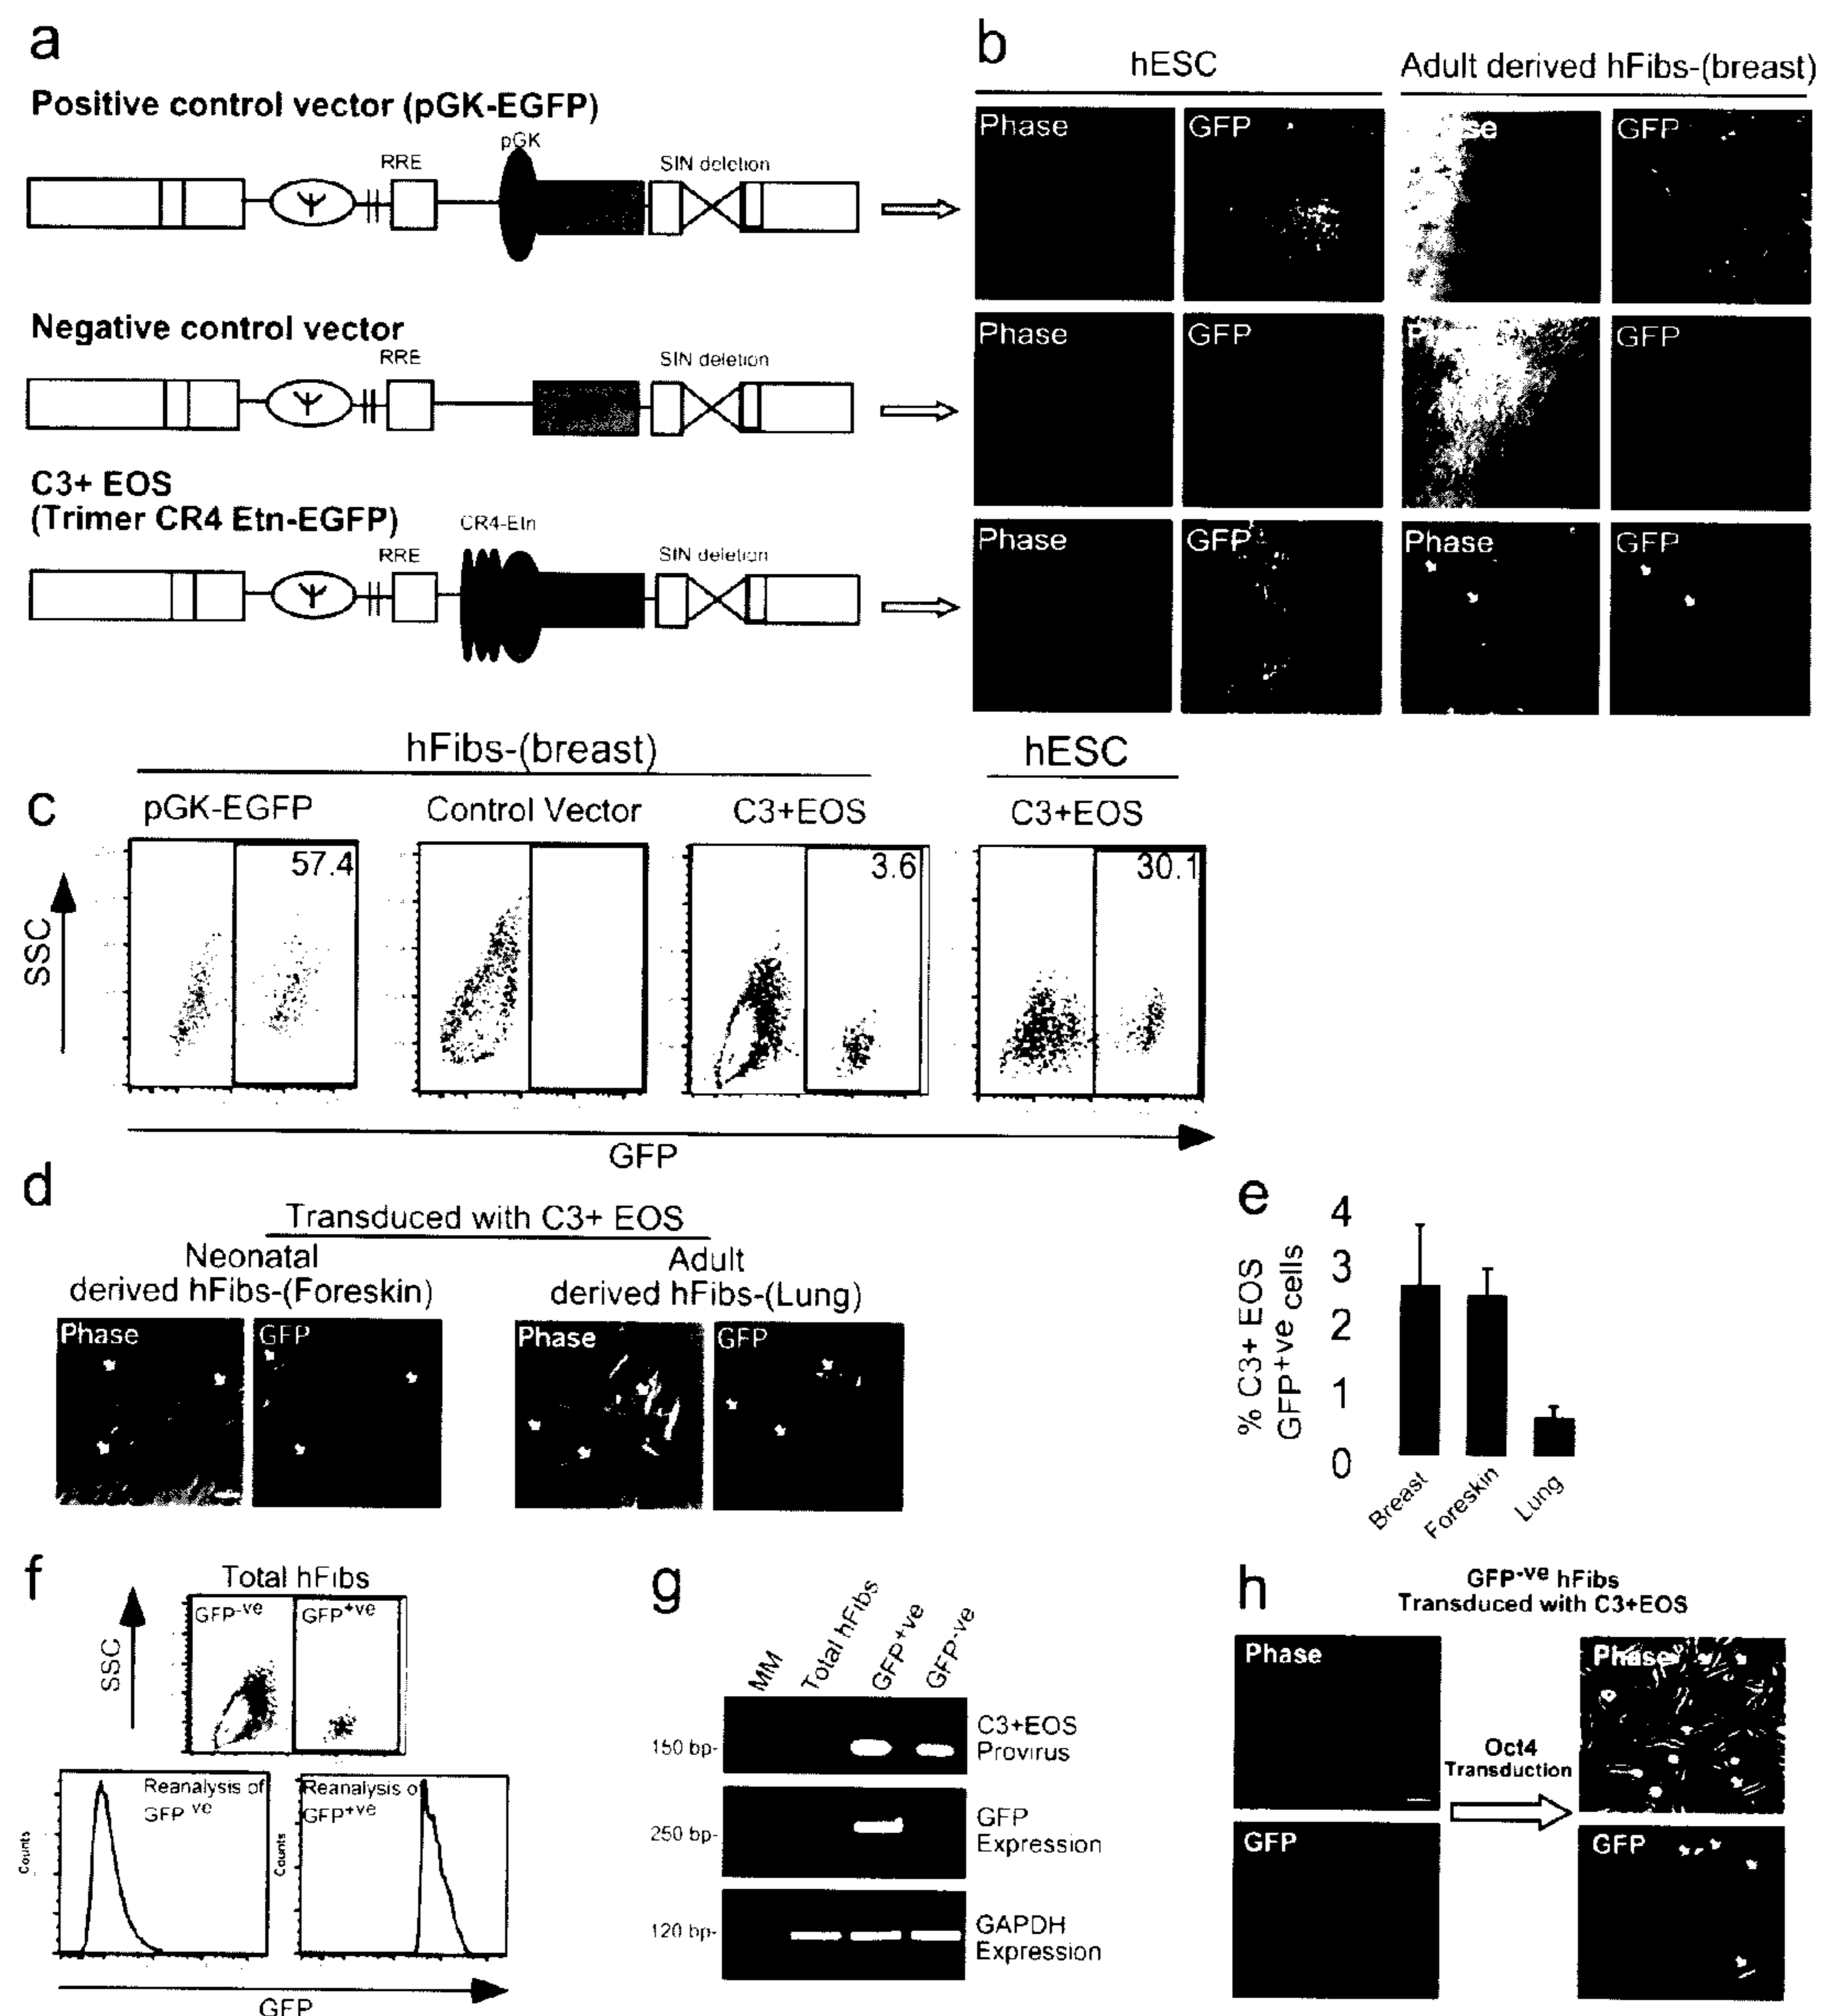 a
Positive control vector (pGK-EGFP)
pGK
RRE
SIN deletion
Ψ
Negative control vector
RRE
SIN deletion
Ψ
C3+ EOS
(Trimer CR4 Etn-EGFP)
CR4-Etn
RRE
SIN deletion
Ψ
b
hESC
Adult derived hFibs-(breast)
Phase
GFP
GFP
Phase
GFP
GFP
Phase
GFP
Phase
GFP
hFibs-(breast)
hESC
c
pGK-EGFP
Control Vector
C3+EOS
C3+EOS
57.4
3.6
30.1
SSC
GFP
d
Transduced with C3+ EOS
Neonatal
derived hFibs-(Foreskin)
Adult
derived hFibs-(Lung)
Phase
GFP
Phase
GFP
e
% C3+ EOS
GFP+ve cells
4
3
2
1
0
Breast
Foreskin
Lung
f
Total hFibs
GFP-ve
GFP+ve
SSC
Reanalysis of
GFP ve
Reanalysis o
GFP+ve
Counts
Counts
GFP
g
MM
Total hFibs
GFP+ve
GFP-ve
150 bp-
C3+EOS
Provirus
250 bp-
GFP
Expression
120 bp-
GAPDH
Expression
h
GFP-ve hFibs
Transduced with C3+EOS
Phase
Phase
Oct4
Transduction
GFP
GFP